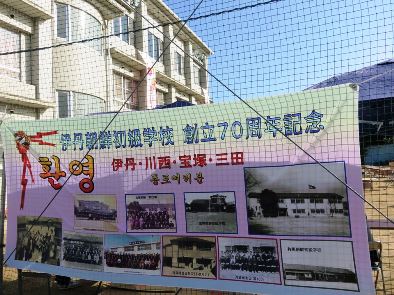 伊丹朝鮮初級学校 創立70周年記念
환영
伊丹・川西・宝塚・三田
동포여러분